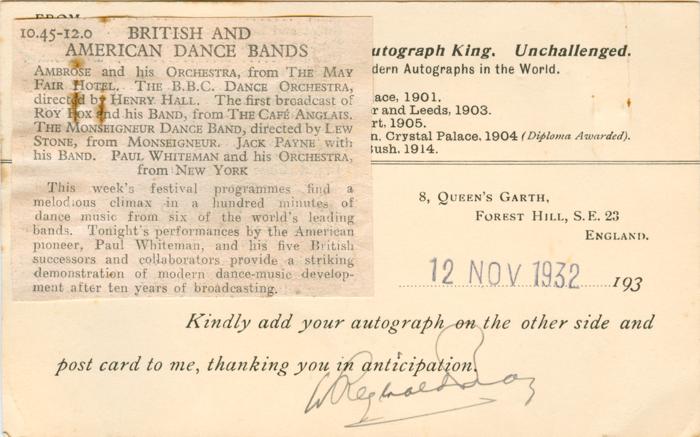 FROM
10.45-12.0 BRITISH AND
AMERICAN DANCE BANDS
AMBROSE and his ORCHESTRA, from THE MAY
FAIR HOTEL. THE B.B.C. DANCE ORCHESTRA,
directed by HENRY HALL. The first broadcast of
ROY FOX and his BAND, from THE CAFÉ ANGLAIS.
THE MONSEIGNEUR DANCE BAND, directed by LEW
STONE, from MONSEIGNEUR. JACK PAYNE with
his BAND. PAUL WHITEMAN and his ORCHESTRA,
from NEW YORK
This week's festival programmes find a
melodious climax in a hundred minutes of
dance music from six of the world's leading
bands. Tonight's performances by the American
pioneer, Paul Whiteman, and his five British
successors and collaborators provide a striking
demonstration of modern dance-music develop-
ment after ten years of broadcasting.
utograph King. Unchallenged.
dern Autographs in the World.
lace, 1901.
er and Leeds, 1903.
rt, 1905.
n, Crystal Palace, 1904 (Diploma Awarded).
Bush, 1914.
8, QUEEN'S GARTH,
FOREST HILL, S.E. 23
ENGLAND.
12 NOV 1932 193
Kindly add your autograph on the other side and
post card to me, thanking you in anticipation.
W Reginald Bray